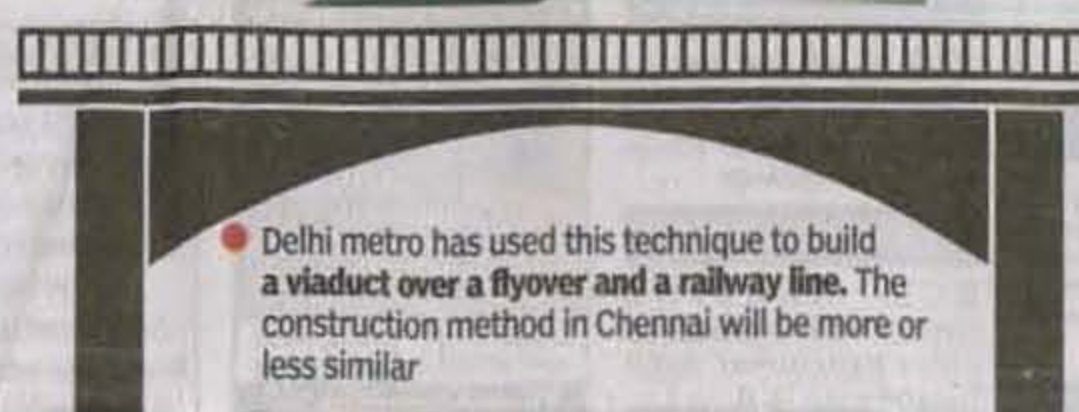 Delhi metro has used this technique to build
a viaduct over a flyover and a railway line. The
construction method in Chennai will be more or
less similar